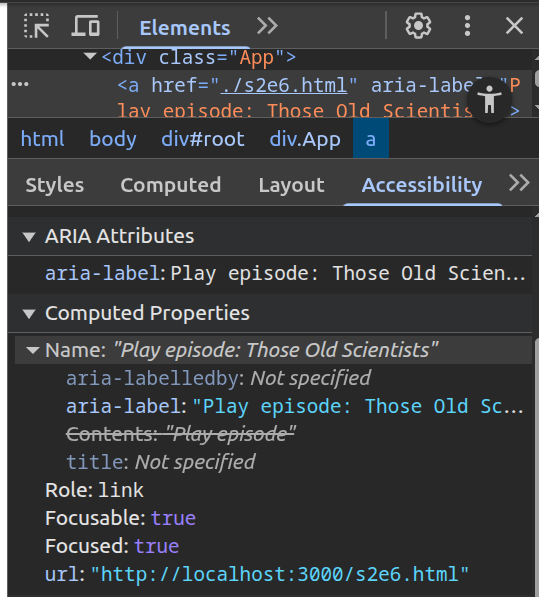 Elements
<div class="App">
<a href="./s2e6.html" aria-label="P
lay episode: Those Old Scientis >
html body div#root div.App a
Styles Computed Layout Accessibility
ARIA Attributes
aria-label: Play episode: Those Old Scien...
Computed Properties
Name: "Play episode: Those Old Scientists"
aria-labelledby: Not specified
aria-label: "Play episode: Those Old Sc...
Contents: "Play episode"
title: Not specified
Role: link
Focusable: true
Focused: true
url: "http://localhost:3000/s2e6.html"